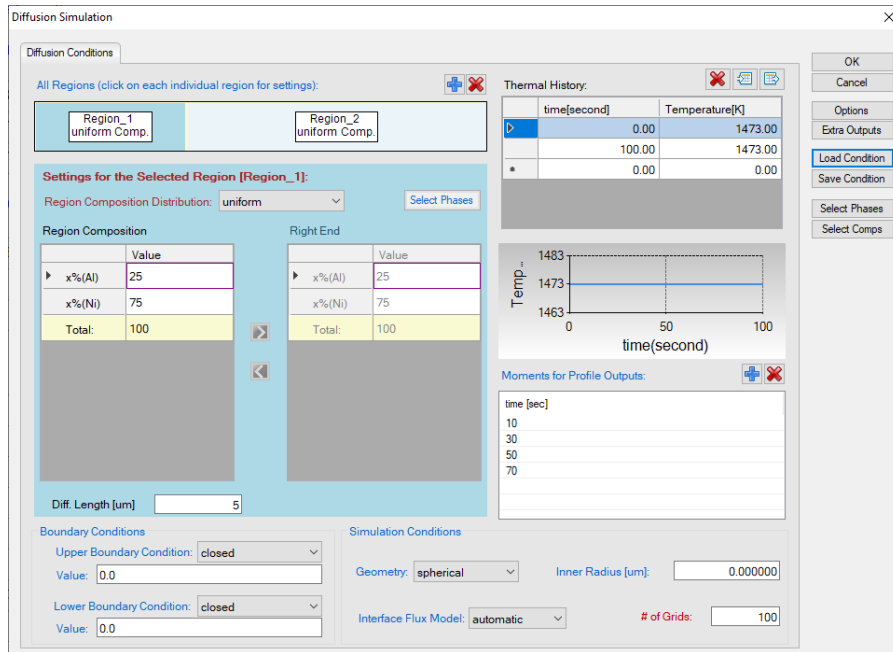 Diffusion Simulation
Diffusion Conditions
All Regions (click on each individual region for settings):
Region_1
uniform Comp.
Region_2
uniform Comp.
Settings for the Selected Region [Region_1]:
Region Composition Distribution: uniform
Select Phases
Region Composition
Value
x%(Al) 25
x%(Ni) 75
Total: 100
Right End
Value
x%(Al) 25
x%(Ni) 75
Total: 100
Diff. Length [um] 5
Thermal History:
time[second] Temperature[K]
0.00 1473.00
100.00 1473.00
0.00 0.00
Temp..
1483
1473
1463
0 50 100
time(second)
Moments for Profile Outputs:
time [sec]
10
30
50
70
Boundary Conditions
Upper Boundary Condition: closed
Value: 0.0
Lower Boundary Condition: closed
Value: 0.0
Simulation Conditions
Geometry: spherical
Inner Radius [um]: 0.000000
Interface Flux Model: automatic
# of Grids: 100
OK
Cancel
Options
Extra Outputs
Load Condition
Save Condition
Select Phases
Select Comps